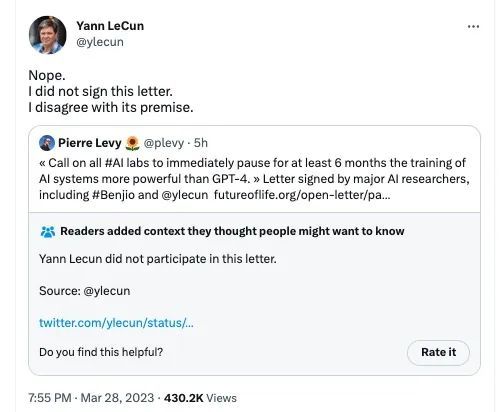 Yann LeCun
@ylecun
Nope.
I did not sign this letter.
I disagree with its premise.
Pierre Levy 🌻 @plevy · 5h
« Call on all #AI labs to immediately pause for at least 6 months the training of
AI systems more powerful than GPT-4. » Letter signed by major AI researchers,
including #Benjio and @ylecun futureoflife.org/open-letter/pa...
Readers added context they thought people might want to know
Yann Lecun did not participate in this letter.
Source: @ylecun
twitter.com/ylecun/status/...
Do you find this helpful?
Rate it
7:55 PM · Mar 28, 2023 · 430.2K Views